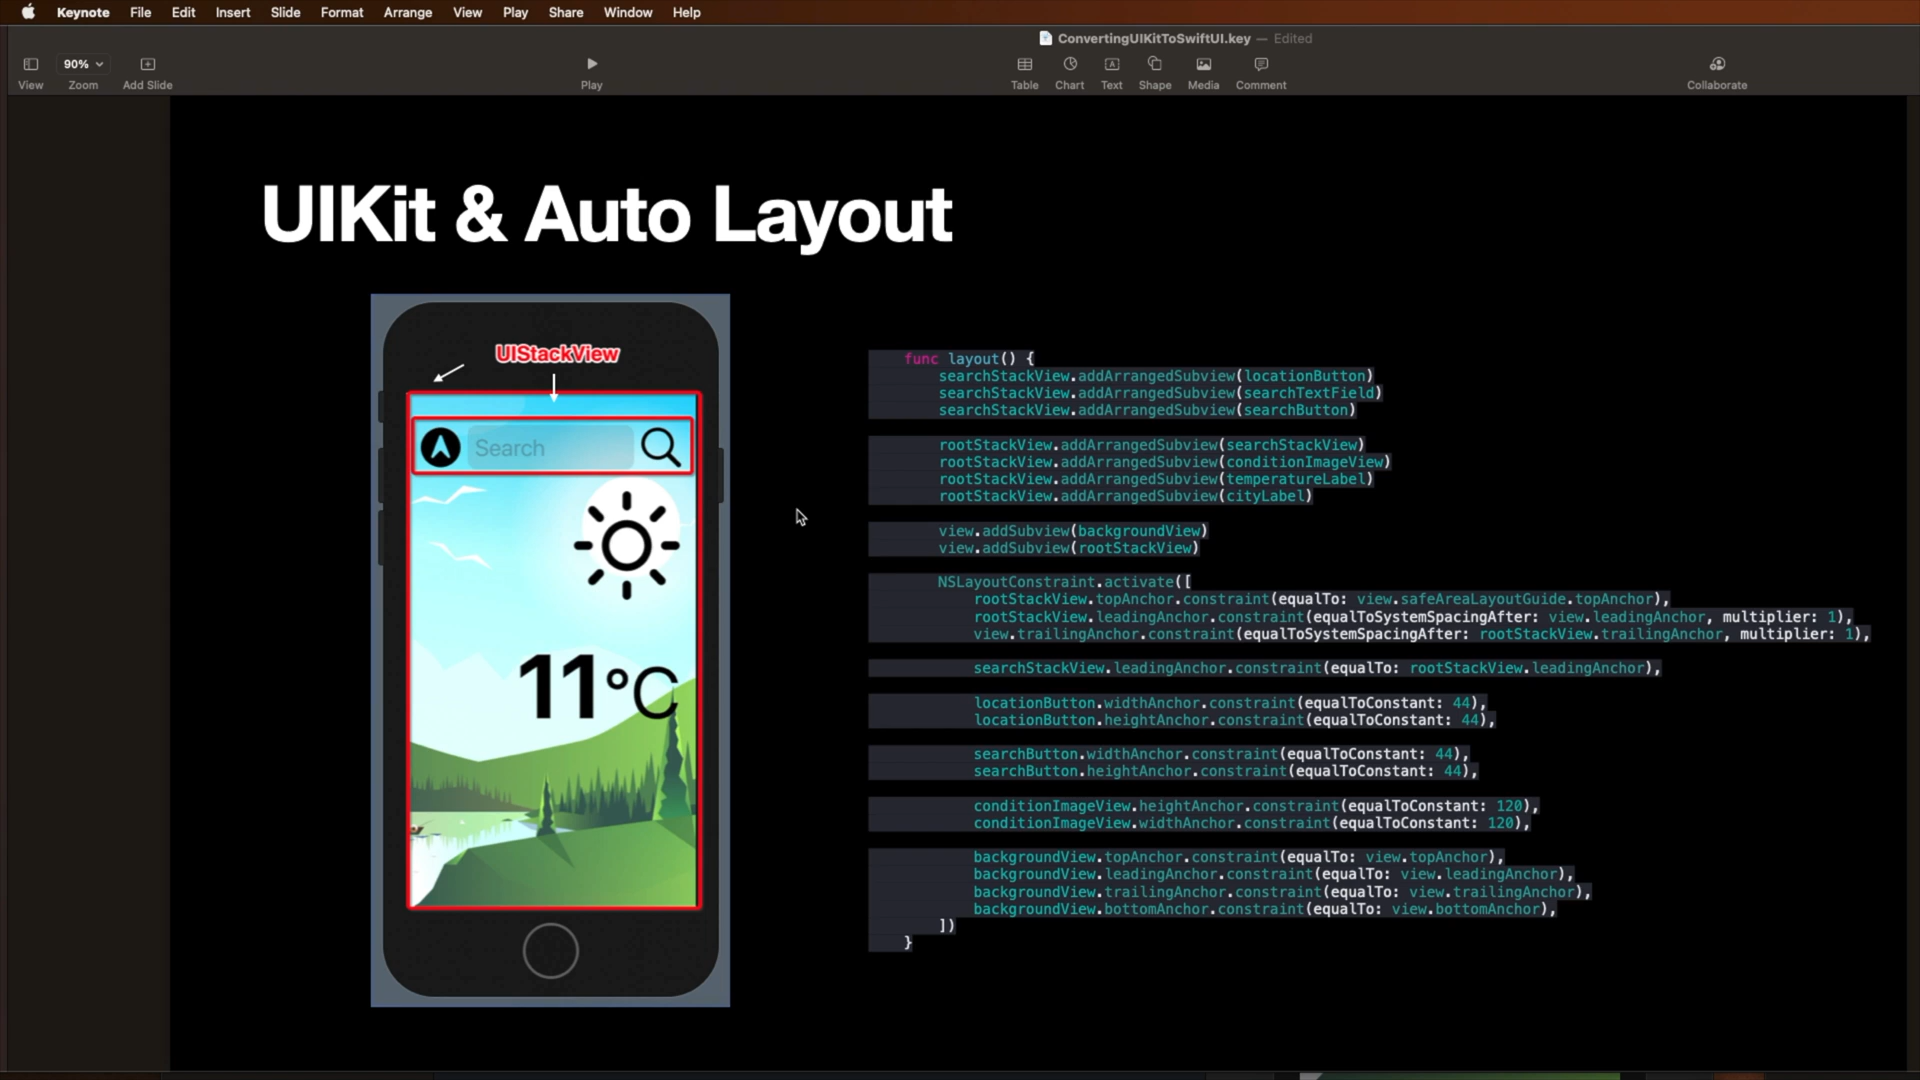 Keynote File Edit Insert Slide Format Arrange View Play Share Window Help
ConvertingUIKitToSwiftUI.key — Edited
90%
View Zoom Add Slide Play Table Chart Text Shape Media Comment Collaborate
UIKit & Auto Layout
UIStackView
Search
11°C
func layout() {
searchStackView.addArrangedSubview(locationButton)
searchStackView.addArrangedSubview(searchTextField)
searchStackView.addArrangedSubview(searchButton)
rootStackView.addArrangedSubview(searchStackView)
rootStackView.addArrangedSubview(conditionImageView)
rootStackView.addArrangedSubview(temperatureLabel)
rootStackView.addArrangedSubview(cityLabel)
view.addSubview(backgroundView)
view.addSubview(rootStackView)
NSLayoutConstraint.activate([
rootStackView.topAnchor.constraint(equalTo: view.safeAreaLayoutGuide.topAnchor),
rootStackView.leadingAnchor.constraint(equalToSystemSpacingAfter: view.leadingAnchor, multiplier: 1),
view.trailingAnchor.constraint(equalToSystemSpacingAfter: rootStackView.trailingAnchor, multiplier: 1),
searchStackView.leadingAnchor.constraint(equalTo: rootStackView.leadingAnchor),
locationButton.widthAnchor.constraint(equalToConstant: 44),
locationButton.heightAnchor.constraint(equalToConstant: 44),
searchButton.widthAnchor.constraint(equalToConstant: 44),
searchButton.heightAnchor.constraint(equalToConstant: 44),
conditionImageView.heightAnchor.constraint(equalToConstant: 120),
conditionImageView.widthAnchor.constraint(equalToConstant: 120),
backgroundView.topAnchor.constraint(equalTo: view.topAnchor),
backgroundView.leadingAnchor.constraint(equalTo: view.leadingAnchor),
backgroundView.trailingAnchor.constraint(equalTo: view.trailingAnchor),
backgroundView.bottomAnchor.constraint(equalTo: view.bottomAnchor),
])
}